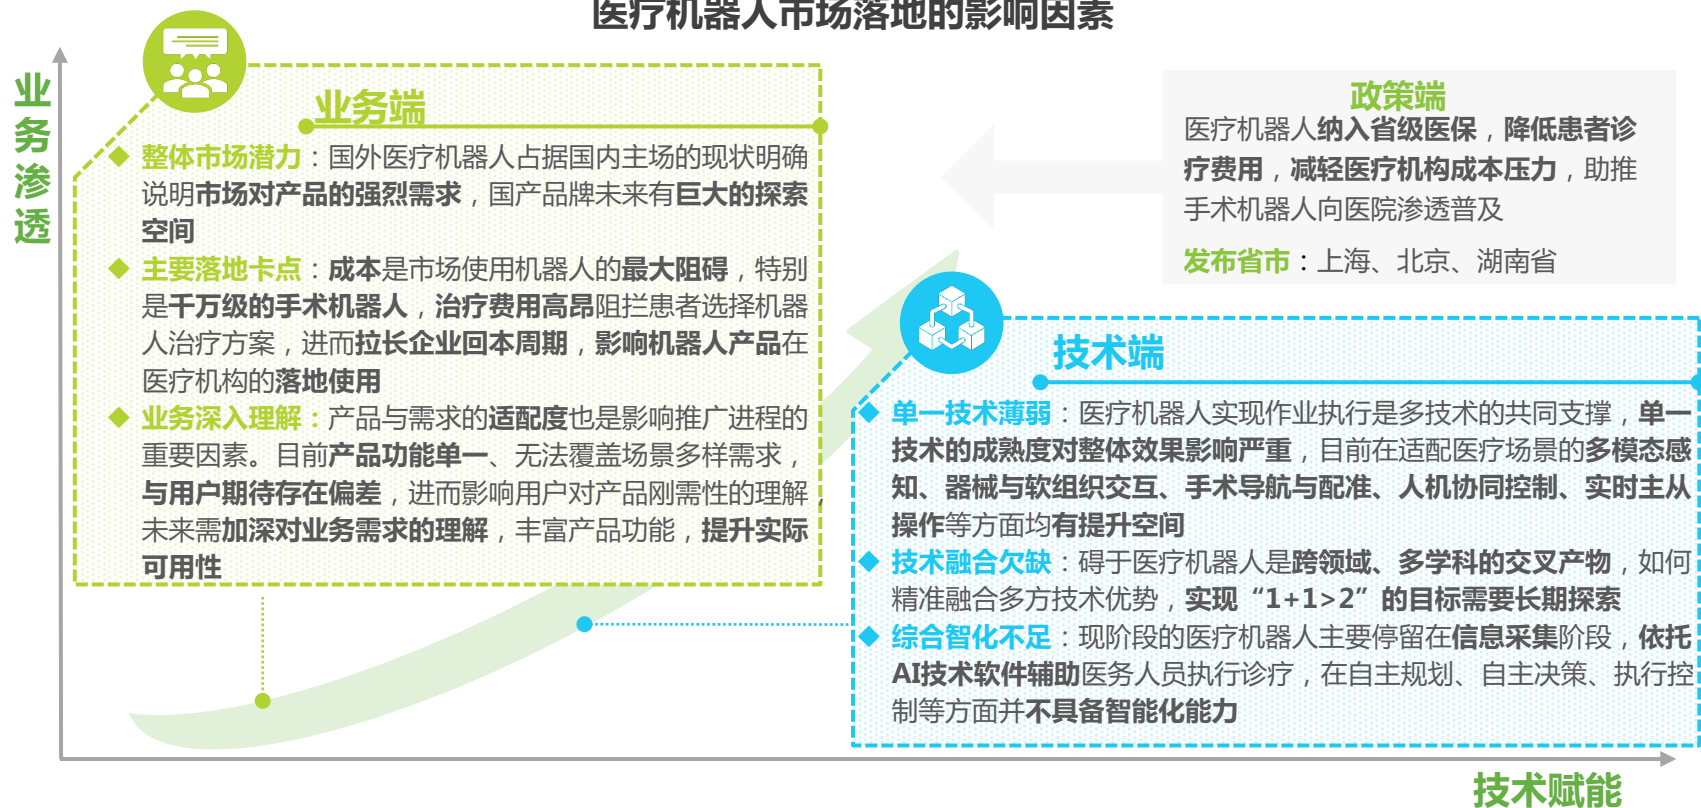 医疗机器人市场落地的影响因素
业务渗透
业务端
◆ 整体市场潜力：国外医疗机器人占据国内主场的现状明确
说明市场对产品的强烈需求，国产品牌未来有巨大的探索
空间
◆ 主要落地卡点：成本是市场使用机器人的最大阻碍，特别
是千万级的手术机器人，治疗费用高昂阻拦患者选择机器
人治疗方案，进而拉长企业回本周期，影响机器人产品在
医疗机构的落地使用
◆ 业务深入理解：产品与需求的适配度也是影响推广进程的
重要因素。目前产品功能单一、无法覆盖场景多样需求，
与用户期待存在偏差，进而影响用户对产品刚需性的理解，
未来需加深对业务需求的理解，丰富产品功能，提升实际
可用性
政策端
医疗机器人纳入省级医保，降低患者诊
疗费用，减轻医疗机构成本压力，助推
手术机器人向医院渗透普及
发布省市：上海、北京、湖南省
技术端
◆ 单一技术薄弱：医疗机器人实现作业执行是多技术的共同支撑，单一
技术的成熟度对整体效果影响严重，目前在适配医疗场景的多模态感
知、器械与软组织交互、手术导航与配准、人机协同控制、实时主从
操作等方面均有提升空间
◆ 技术融合欠缺：碍于医疗机器人是跨领域、多学科的交叉产物，如何
精准融合多方技术优势，实现“1+1>2”的目标需要长期探索
◆ 综合智化不足：现阶段的医疗机器人主要停留在信息采集阶段，依托
AI技术软件辅助医务人员执行诊疗，在自主规划、自主决策、执行控
制等方面并不具备智能化能力
技术赋能